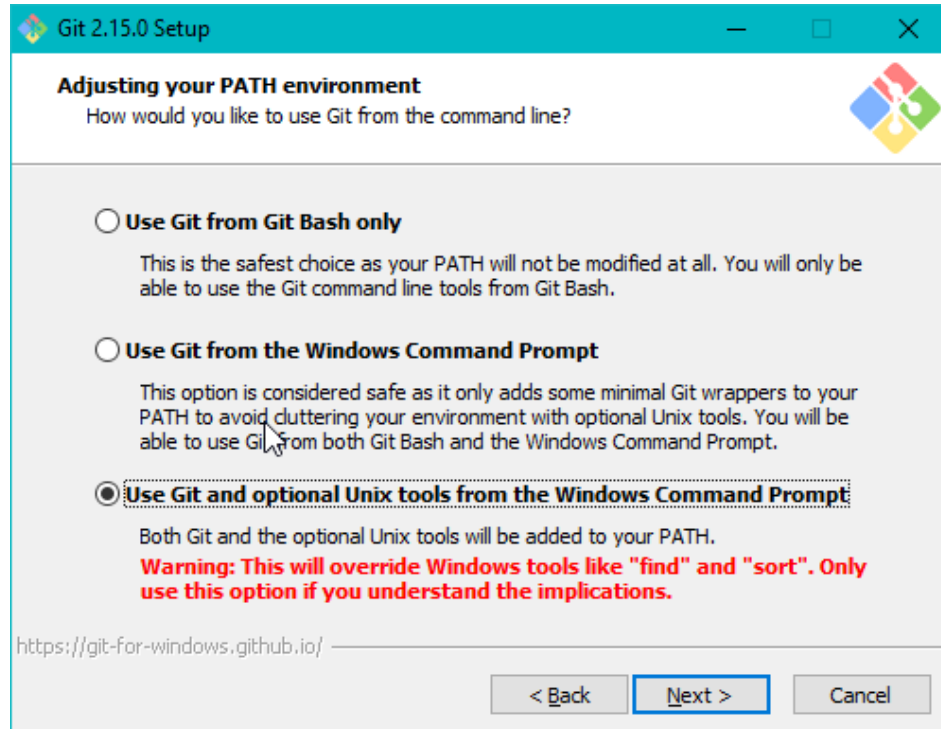 Git 2.15.0 Setup
Adjusting your PATH environment
How would you like to use Git from the command line?
Use Git from Git Bash only
This is the safest choice as your PATH will not be modified at all. You will only be
able to use the Git command line tools from Git Bash.
Use Git from the Windows Command Prompt
This option is considered safe as it only adds some minimal Git wrappers to your
PATH to avoid cluttering your environment with optional Unix tools. You will be
able to use Git from both Git Bash and the Windows Command Prompt.
Use Git and optional Unix tools from the Windows Command Prompt
Both Git and the optional Unix tools will be added to your PATH.
Warning: This will override Windows tools like "find" and "sort". Only
use this option if you understand the implications.
https://git-for-windows.github.io/
< Back Next > Cancel